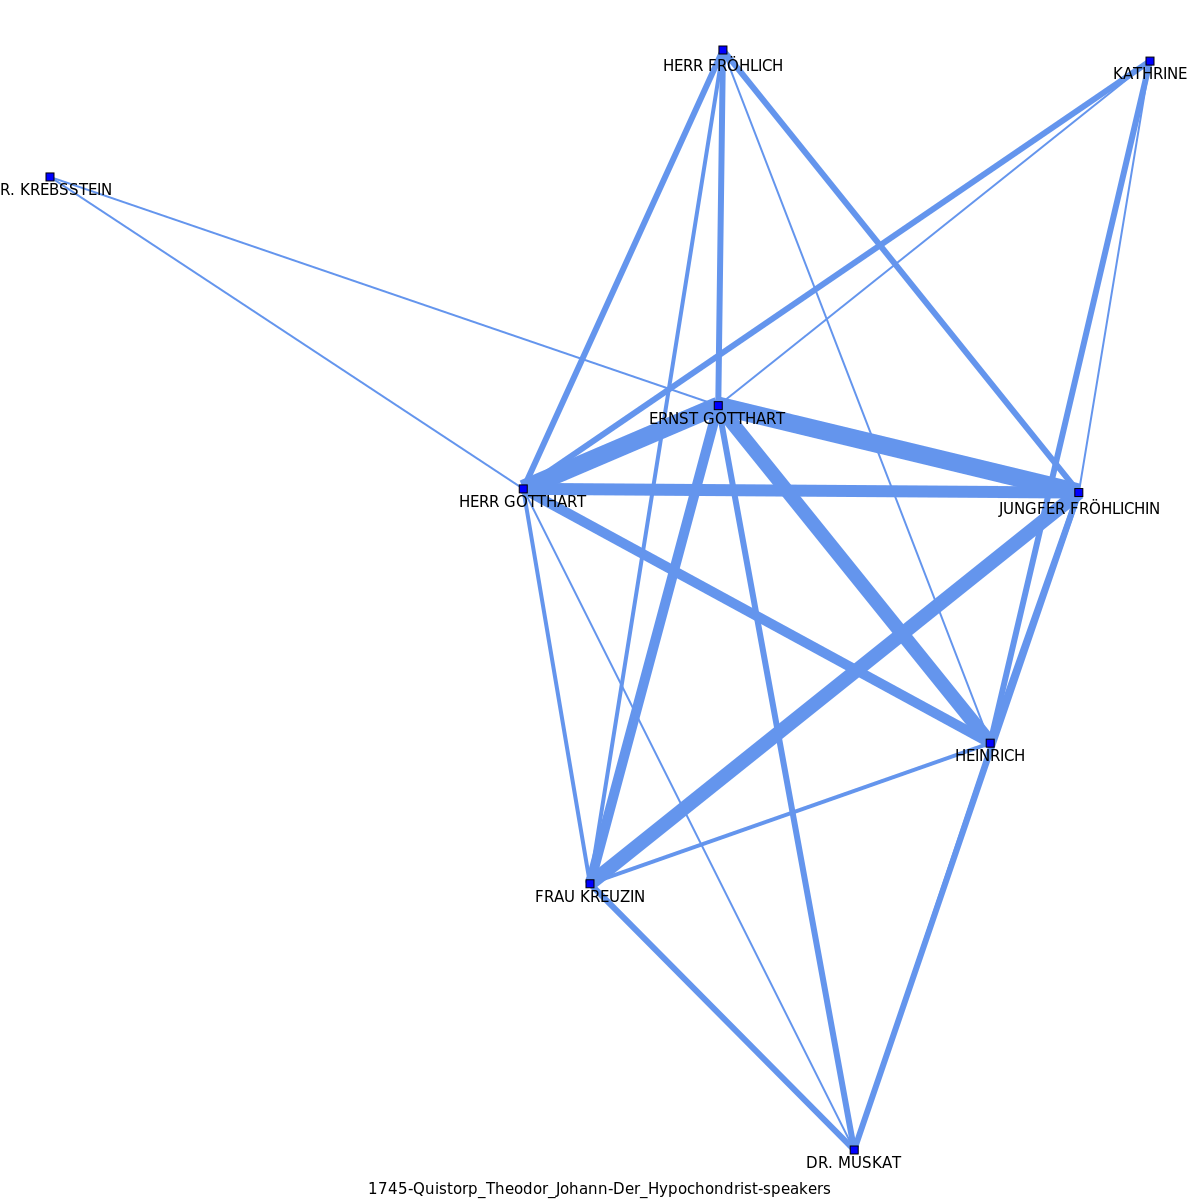 HERR FRÖHLICH
KATHRINE
R. KREBSSTEIN
ERNST GOTTHART
HERR GOTTHART
JUNGFER FRÖHLICHIN
HEINRICH
FRAU KREUZIN
DR. MUSKAT
1745-Quistorp_Theodor_Johann-Der_Hypochondrist-speakers